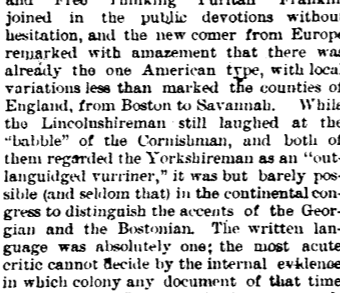 and Free Thinking Puritan Franklin
joined in the public devotions withou
hesitation, and the new comer from Europ
remarked with amazement that there wa
already the one American type, with loca
variations less than marked the counties of
England, from Boston to Savannah. While
the Lincolnshireman still laughed at the
"babble" of the Cornishman, and both of
them regarded the Yorkshireman as an "out-
languidged vurriner," it was but barely pos-
sible (and seldom that) in the continental con-
gress to distinguish the accents of the Geor-
gian and the Bostonian. The written lan-
guage was absolutely one; the most acute
critic cannot decide by the internal evidence
in which colony any document of that time